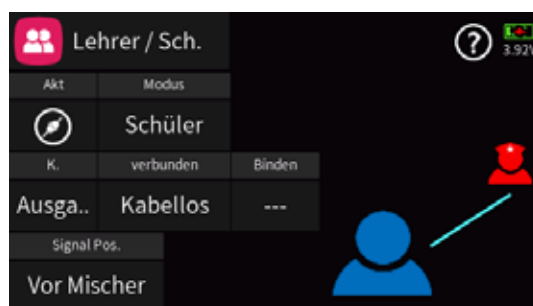 Lehrer / Sch.
?
3.92V
Akt Modus
Schüler
K. verbunden Binden
Ausga.. Kabellos ---
Signal Pos.
Vor Mischer